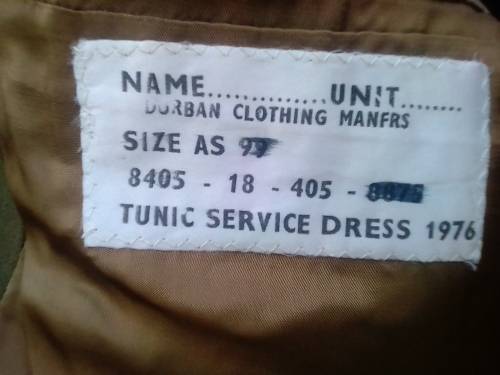 NAME..............UNIT........
DURBAN CLOTHING MANFRS
SIZE AS
8405 - 18 - 405 -
TUNIC SERVICE DRESS 1976